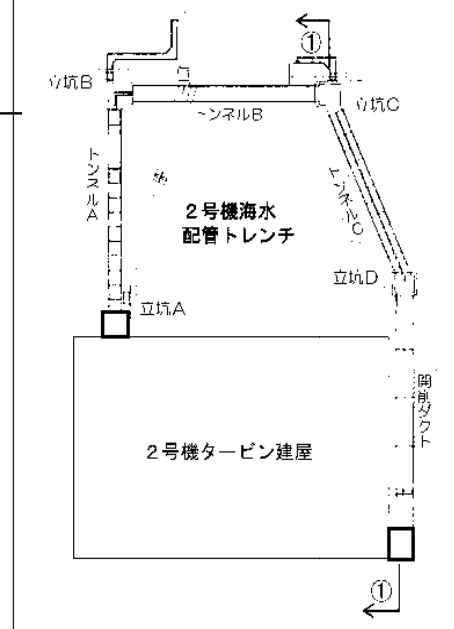 ①
立坑B
立坑C
トンネルB
トンネルA
2号機海水
配管トレンチ
トンネルC
立坑D
立坑A
開削ダクト
2号機タービン建屋
①